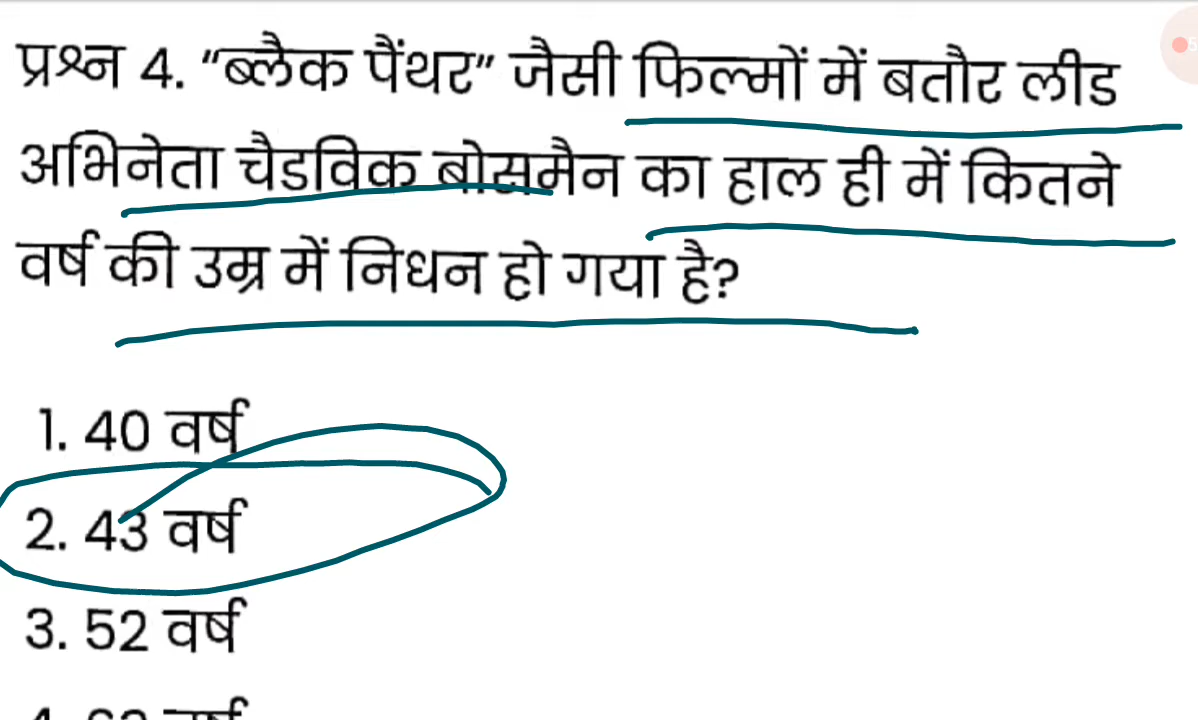 प्रश्न 4. “ब्लैक पैंथर” जैसी फिल्मों में बतौर लीड
अभिनेता चैडविक बोसमैन का हाल ही में कितने
वर्ष की उम्र में निधन हो गया है?
1. 40 वर्ष
2. 43 वर्ष
3. 52 वर्ष